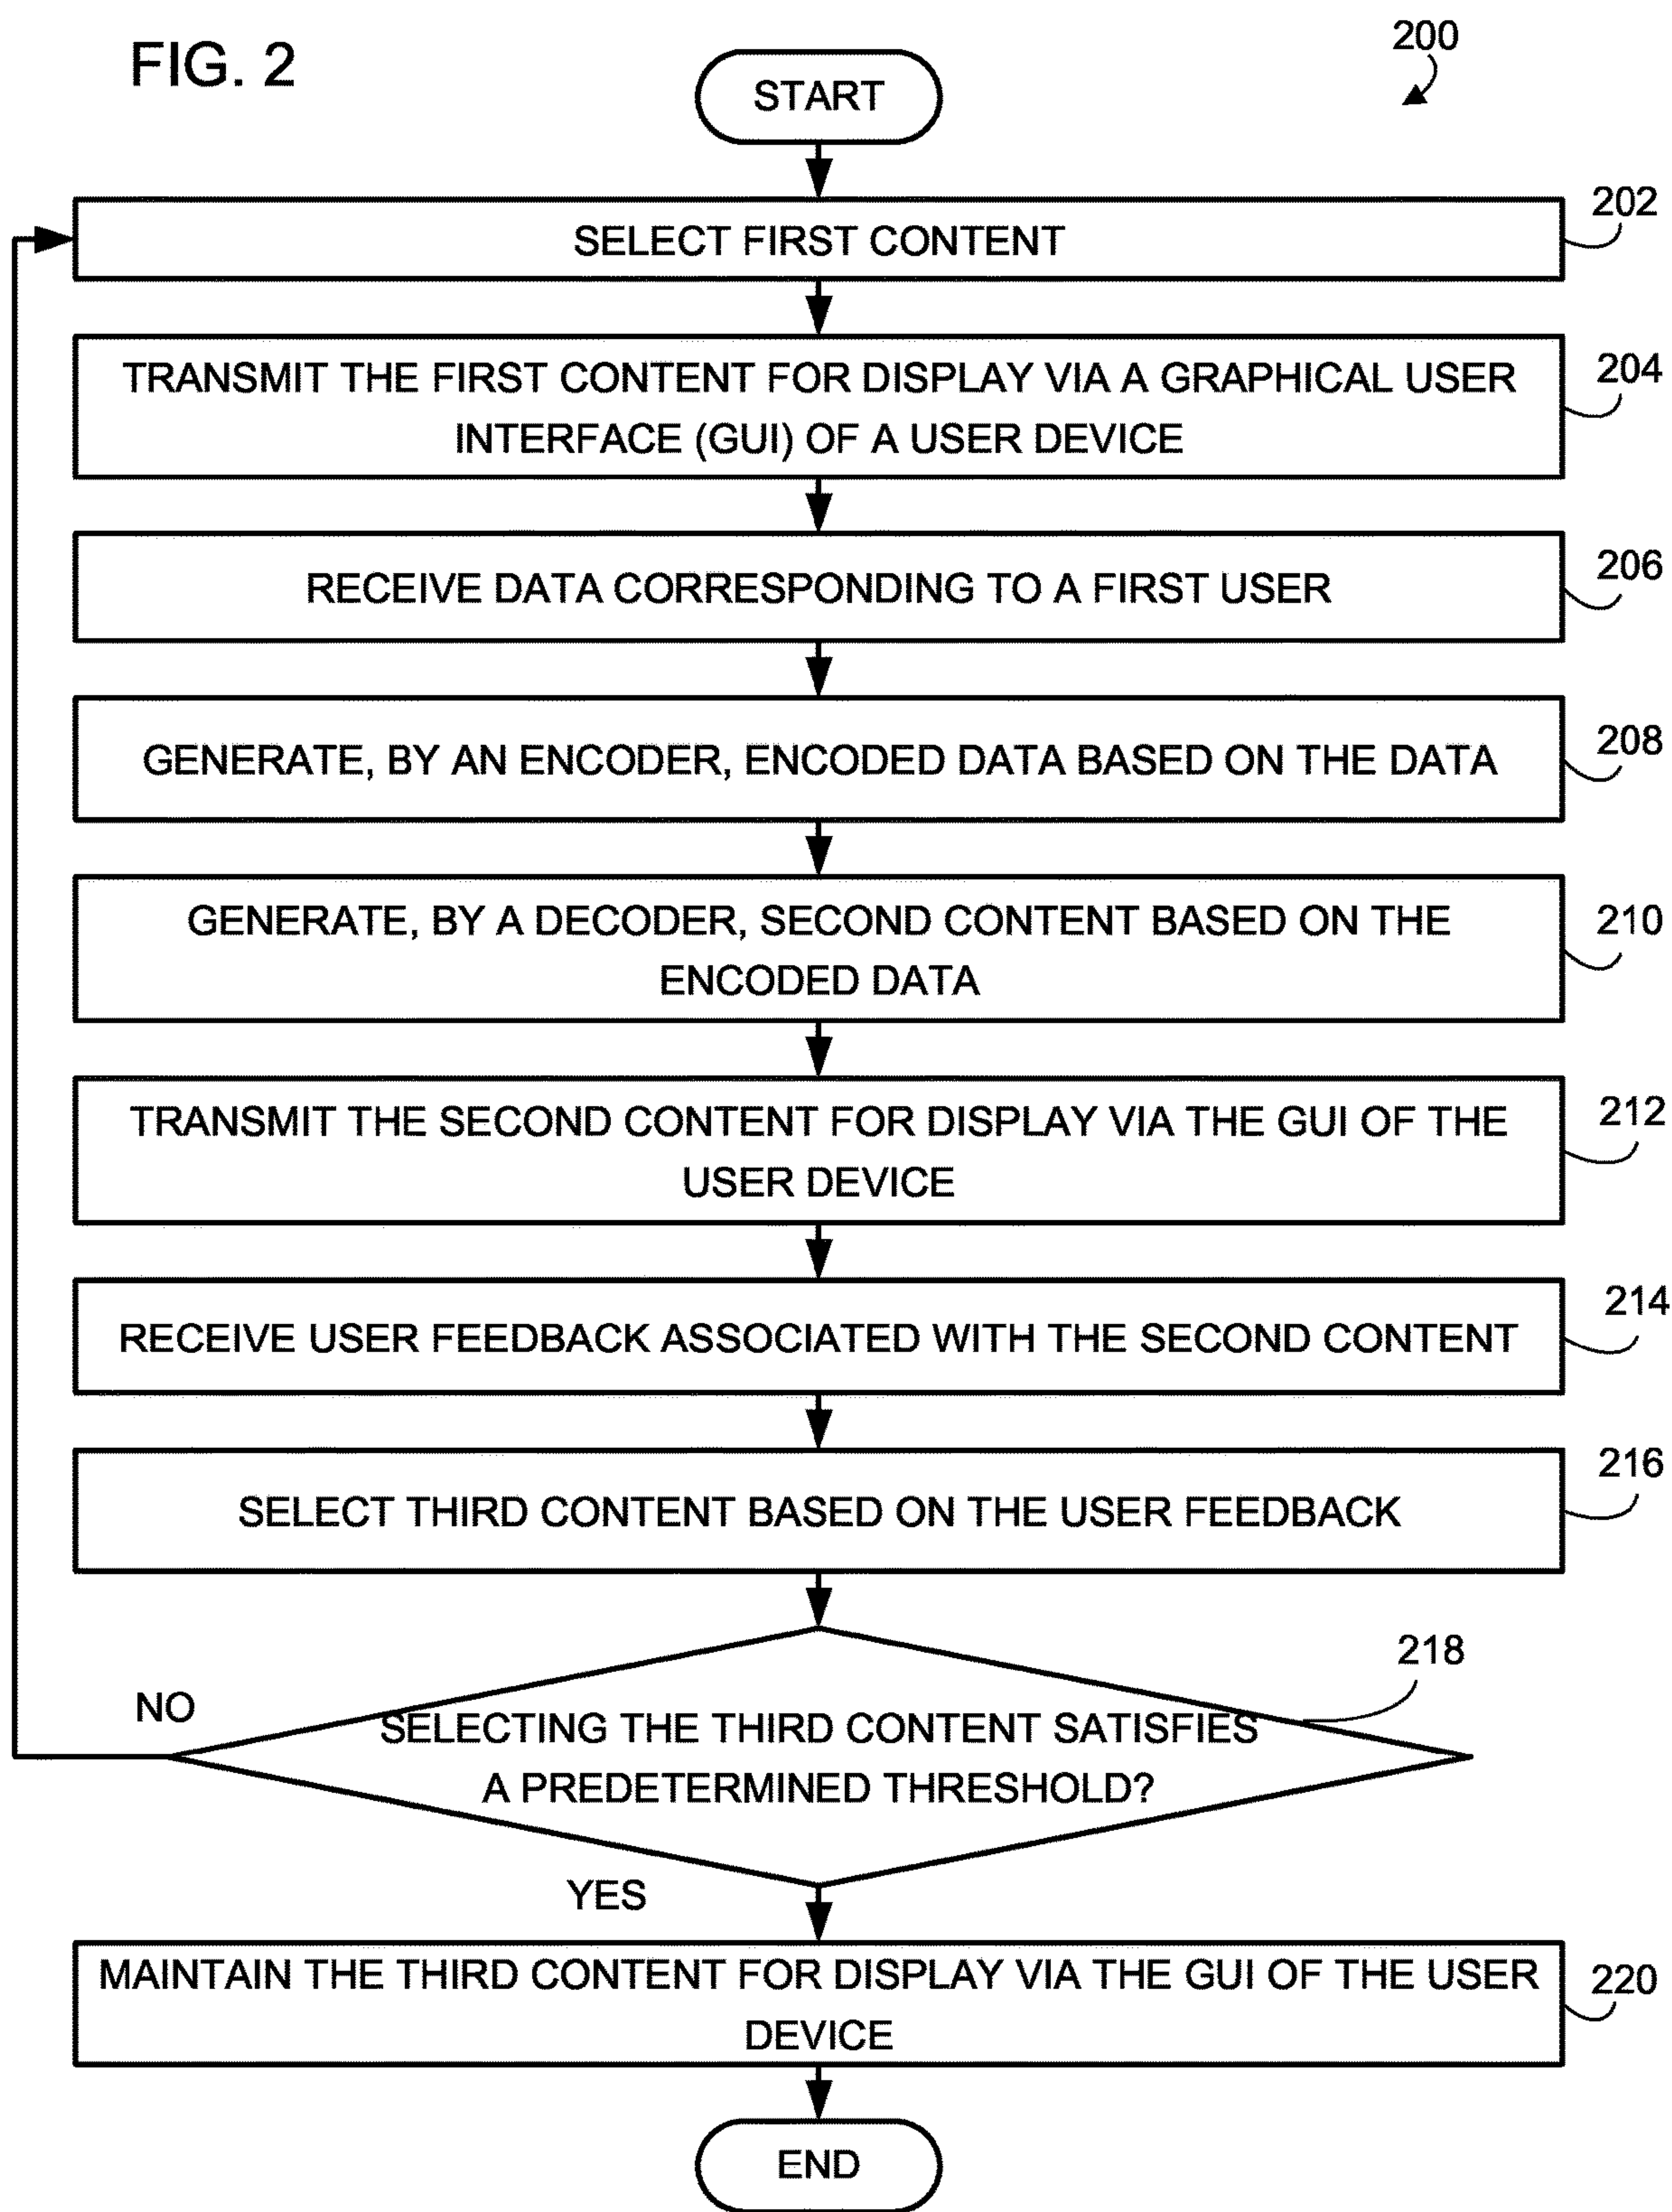 FIG. 2
200
START
SELECT FIRST CONTENT
202
TRANSMIT THE FIRST CONTENT FOR DISPLAY VIA A GRAPHICAL USER
INTERFACE (GUI) OF A USER DEVICE
204
RECEIVE DATA CORRESPONDING TO A FIRST USER
206
GENERATE, BY AN ENCODER, ENCODED DATA BASED ON THE DATA
208
GENERATE, BY A DECODER, SECOND CONTENT BASED ON THE
ENCODED DATA
210
TRANSMIT THE SECOND CONTENT FOR DISPLAY VIA THE GUI OF THE
USER DEVICE
212
RECEIVE USER FEEDBACK ASSOCIATED WITH THE SECOND CONTENT
214
SELECT THIRD CONTENT BASED ON THE USER FEEDBACK
216
SELECTING THE THIRD CONTENT SATISFIES
A PREDETERMINED THRESHOLD?
218
NO
YES
MAINTAIN THE THIRD CONTENT FOR DISPLAY VIA THE GUI OF THE USER
DEVICE
220
END